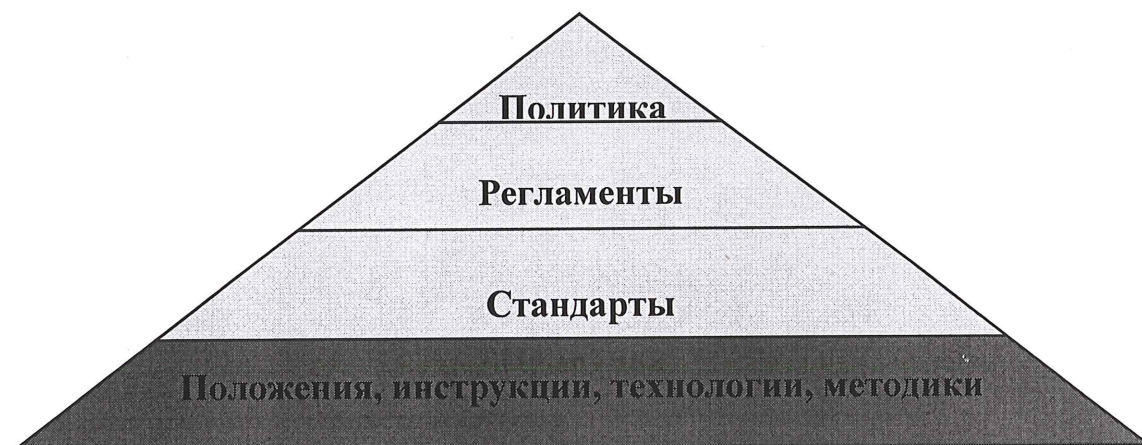 Политика
Регламенты
Стандарты
Положения, инструкции, технологии, методики